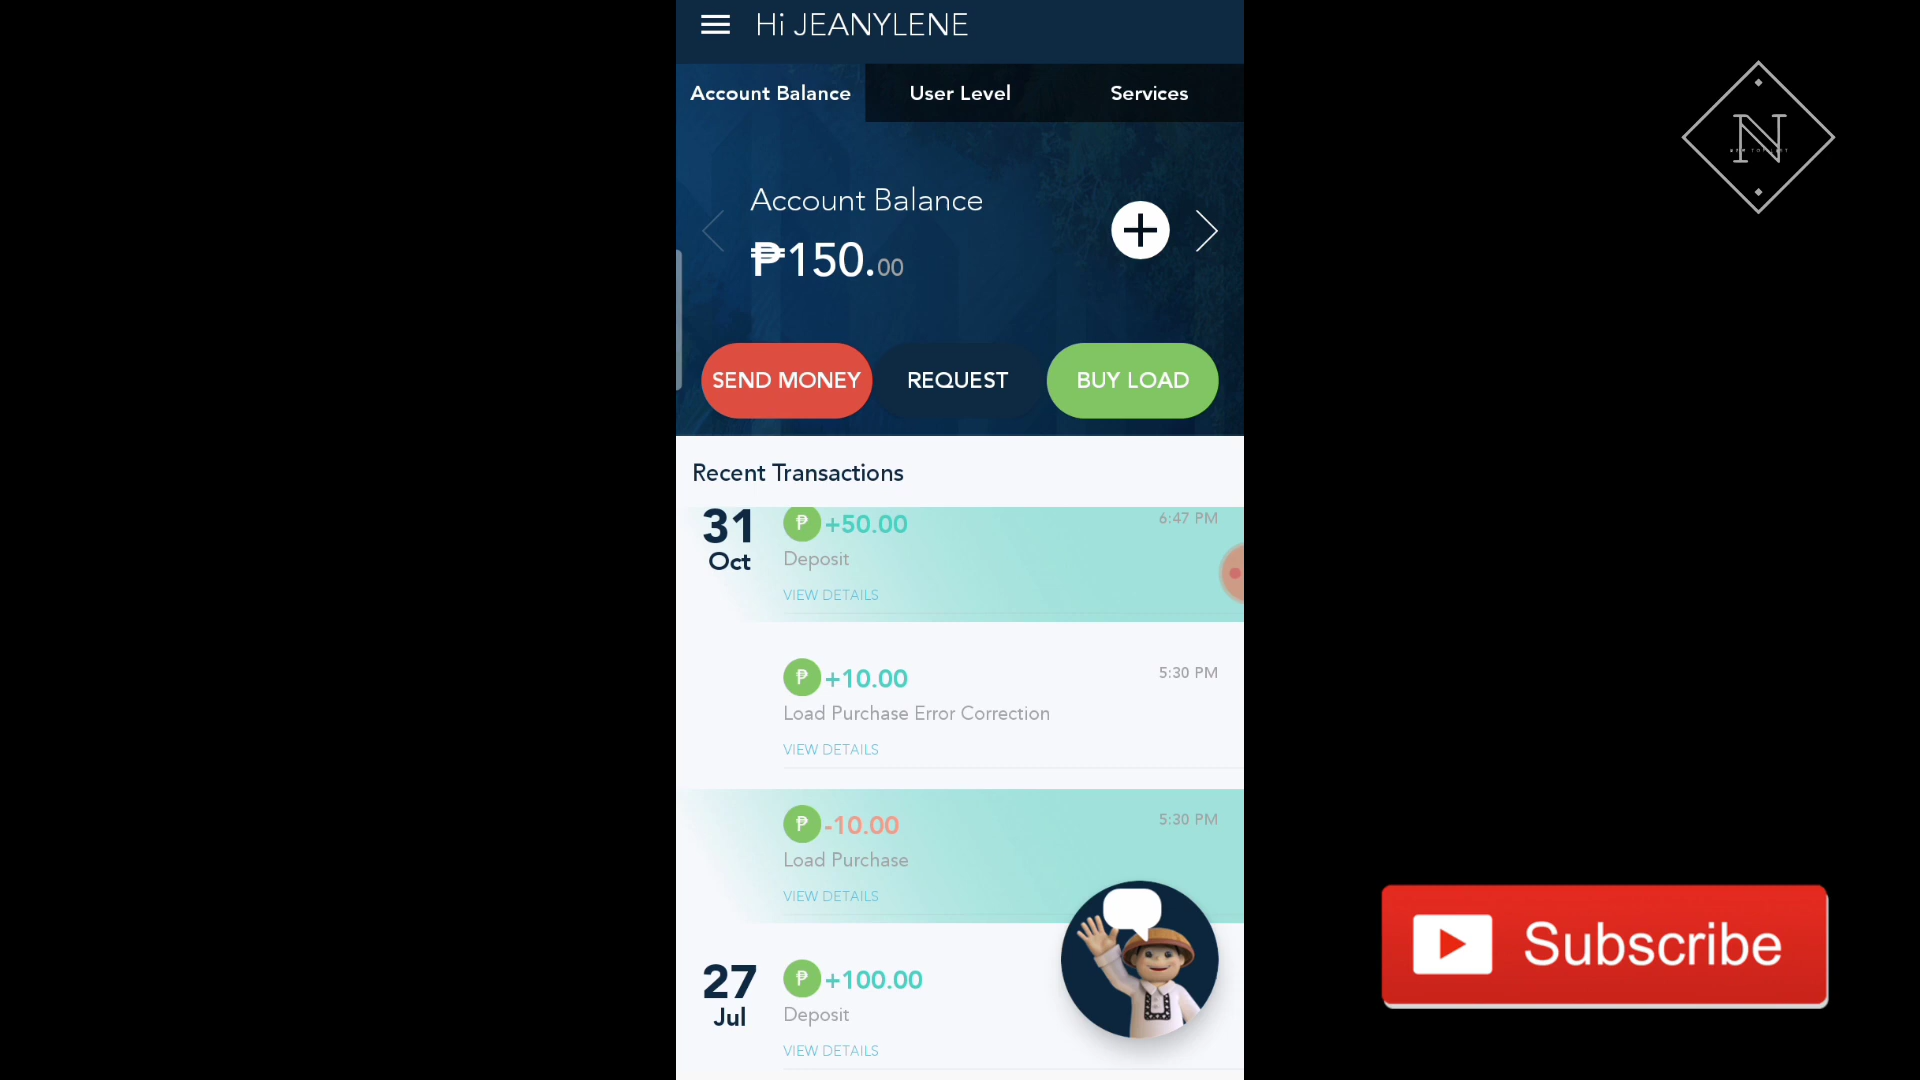 Hi JEANYLENE
Account Balance
User Level
Services
Account Balance
₱150.00
SEND MONEY
REQUEST
BUY LOAD
Recent Transactions
31
Oct
₱ +50.00
6:47 PM
Deposit
VIEW DETAILS
₱ +10.00
5:30 PM
Load Purchase Error Correction
VIEW DETAILS
₱ -10.00
5:30 PM
Load Purchase
VIEW DETAILS
27
Jul
₱ +100.00
Deposit
VIEW DETAILS
N
Subscribe